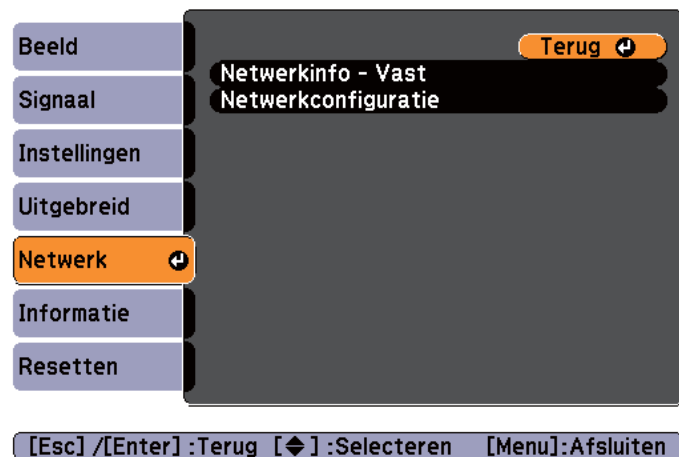 Beeld
Signaal
Instellingen
Uitgebreid
Netwerk
Informatie
Resetten
Terug
Netwerkinfo - Vast
Netwerkconfiguratie
[Esc] /[Enter] :Terug [◆] :Selecteren [Menu]:Afsluiten